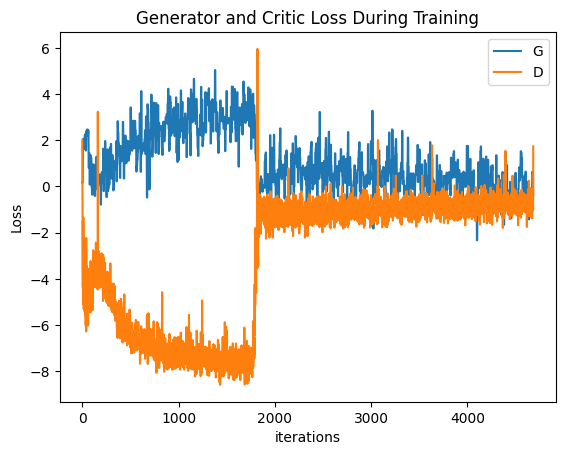 Generator and Critic Loss During Training
G
D
6
4
2
0
−2
−4
−6
−8
Loss
0
1000
2000
3000
4000
iterations